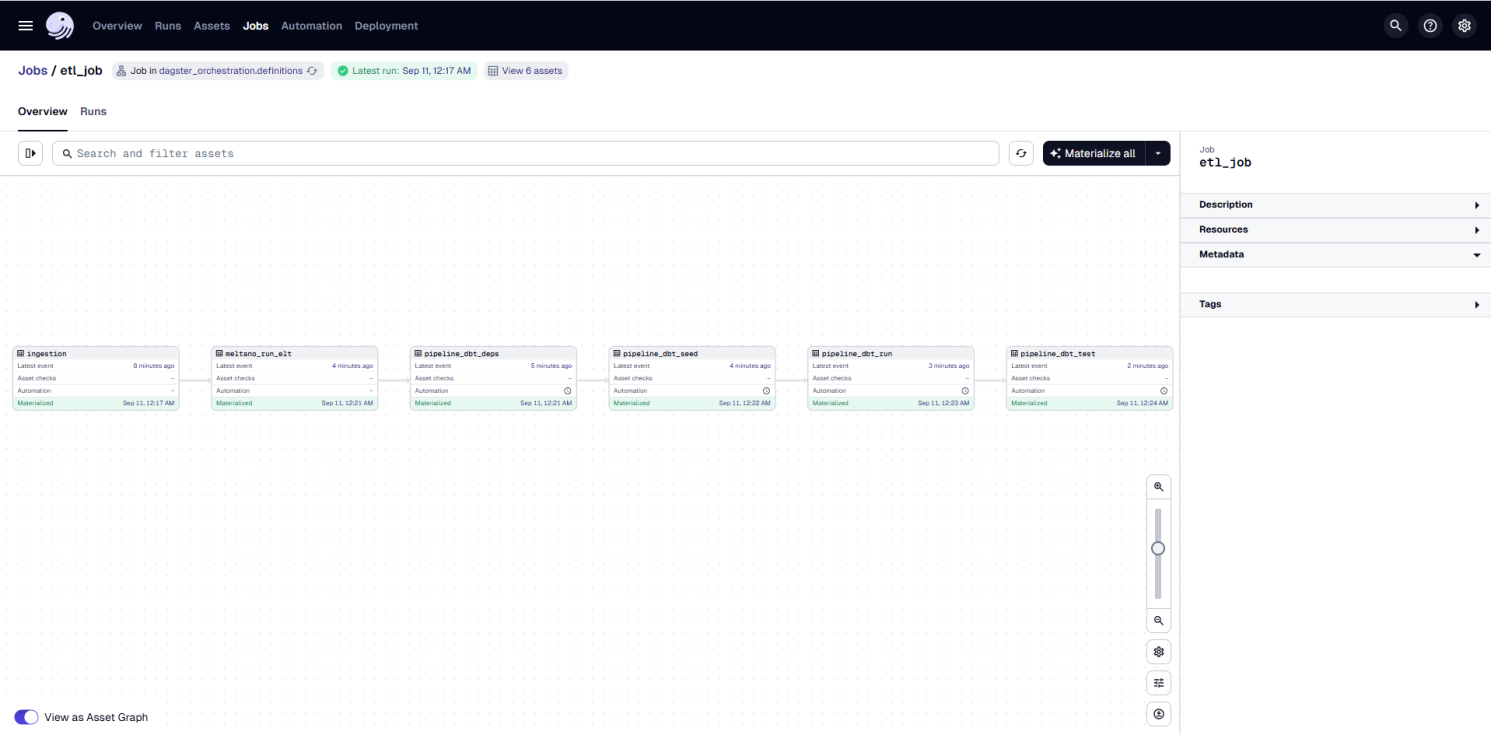 Overview Runs Assets Jobs Automation Deployment
Jobs / etl_job Job in dagster_orchestration.definitions Latest run: Sep 11, 12:17 AM View 6 assets
Overview Runs
Search and filter assets Materialize all
Job
etl_job
Description
Resources
Metadata
Tags
ingestion
Latest event 8 minutes ago
Asset checks –
Automation –
Materialized Sep 11, 12:17 AM
meltano_run_elt
Latest event 4 minutes ago
Asset checks –
Automation –
Materialized Sep 11, 12:21 AM
pipeline_dbt_deps
Latest event 5 minutes ago
Asset checks –
Automation
Materialized Sep 11, 12:21 AM
pipeline_dbt_seed
Latest event 4 minutes ago
Asset checks –
Automation
Materialized Sep 11, 12:22 AM
pipeline_dbt_run
Latest event 3 minutes ago
Asset checks –
Automation
Materialized Sep 11, 12:23 AM
pipeline_dbt_test
Latest event 2 minutes ago
Asset checks –
Automation
Materialized Sep 11, 12:24 AM
View as Asset Graph